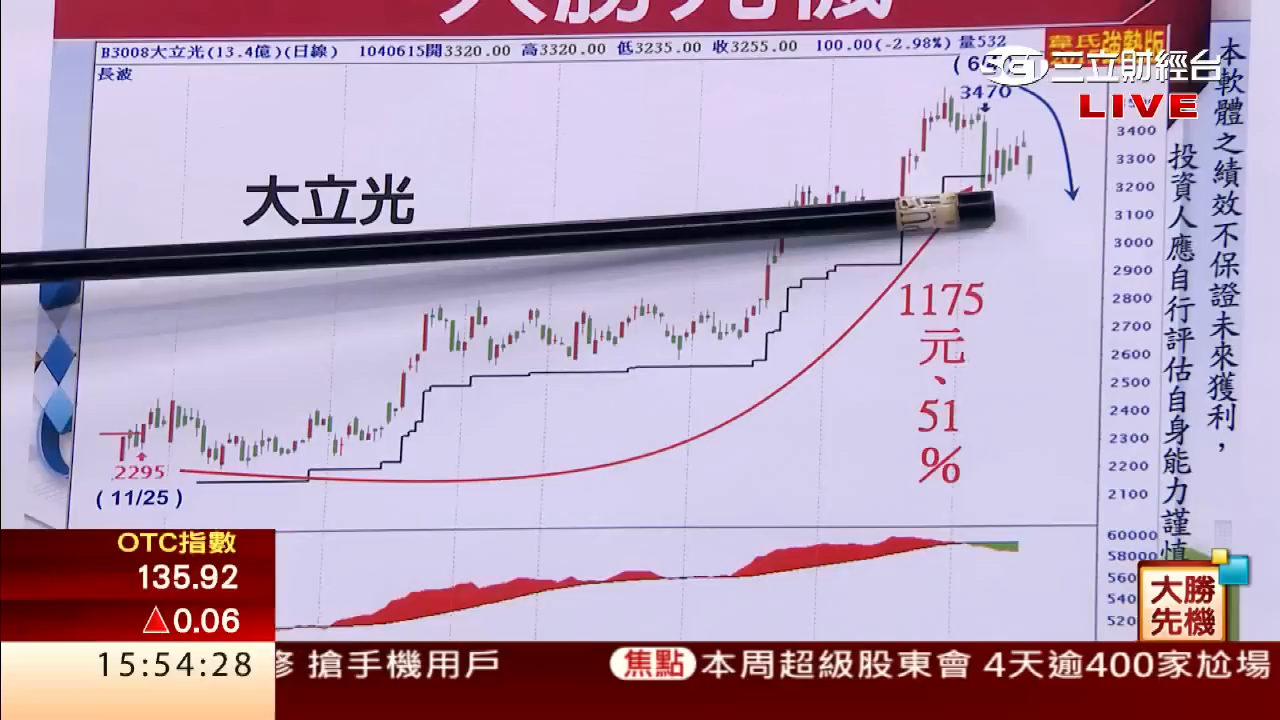 大勝先機
B3008大立光(13.4億)(日線) 1040615開3320.00 高3320.00 低3235.00 收3255.00 100.00(-2.98%) 量532
長波
三立財經台
LIVE
3470
大立光
1175
元、
51
%
2295
(11/25)
3400
3300
3200
3100
3000
2900
2800
2700
2600
2500
2400
2300
2200
2100
60000
58000
560
540
520
本軟體之績效不保證未來獲利，
投資人應自行評估自身能力謹慎
OTC指數
135.92
△0.06
大勝
先機
15:54:28
搶手機用戶
焦點 本周超級股東會 4天逾400家尬場